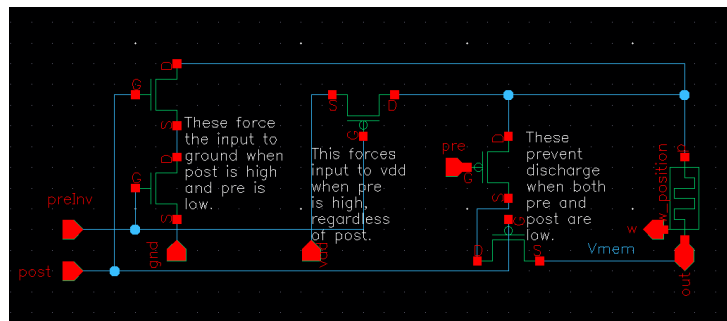 D
G
S
These force
the input to
ground when
post is high
and pre is
low.
D
G
S
preInv
post
gnd
vdd
S
D
G
This forces
input to vdd
when pre
is high,
regardless
of post.
pre
D
G
S
These
prevent
discharge
when both
pre and
post are
low.
G
D
S
Vmem
w_position
p
w
out